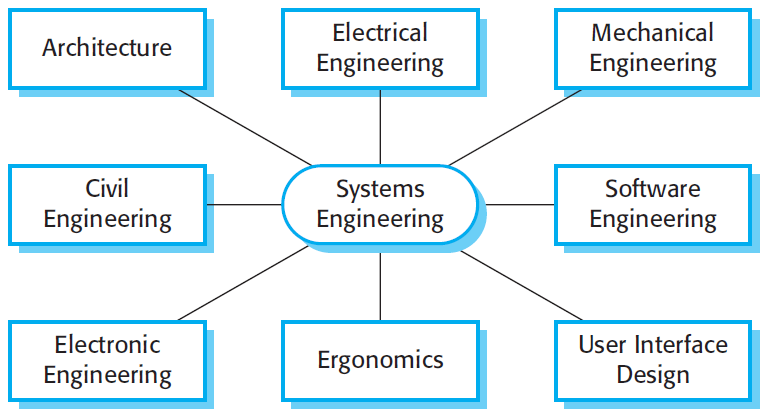 Architecture
Electrical
Engineering
Mechanical
Engineering
Civil
Engineering
Systems
Engineering
Software
Engineering
Electronic
Engineering
Ergonomics
User Interface
Design